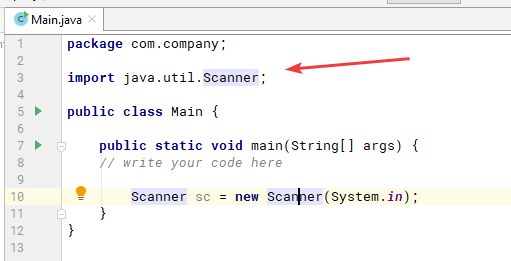 Main.java
1 package com.company;
2
3 import java.util.Scanner;
4
5 public class Main {
6
7 public static void main(String[] args) {
8 // write your code here
9
10 Scanner sc = new Scanner(System.in);
11 }
12 }
13